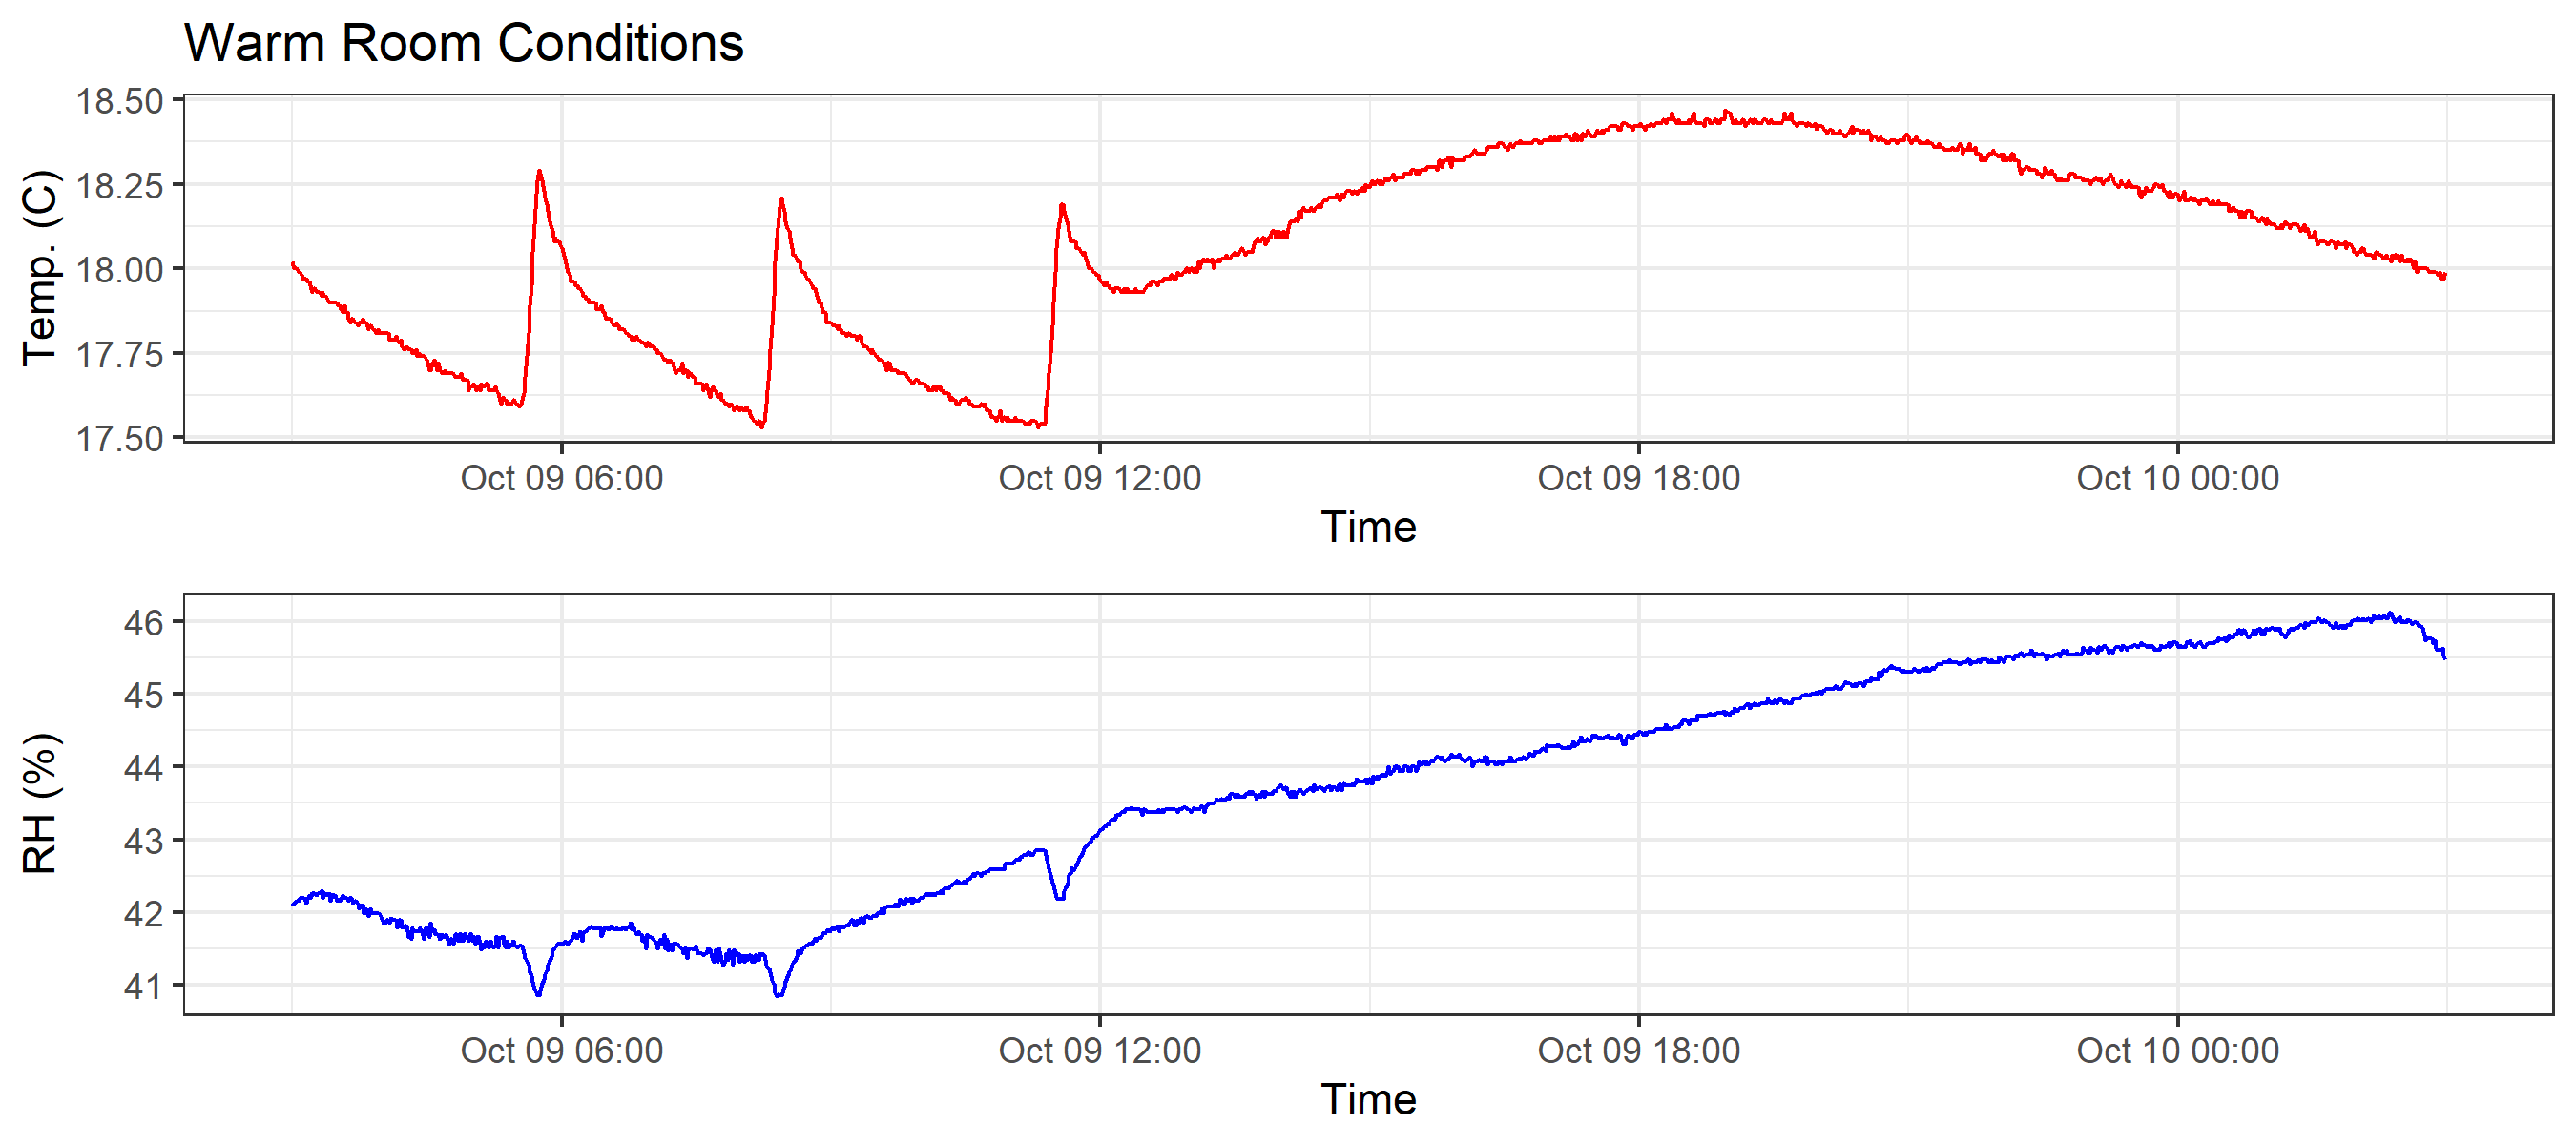 Warm Room Conditions
Temp. (C)
18.50
18.25
18.00
17.75
17.50
Oct 09 06:00 Oct 09 12:00 Oct 09 18:00 Oct 10 00:00
Time
RH (%)
46
45
44
43
42
41
Oct 09 06:00 Oct 09 12:00 Oct 09 18:00 Oct 10 00:00
Time